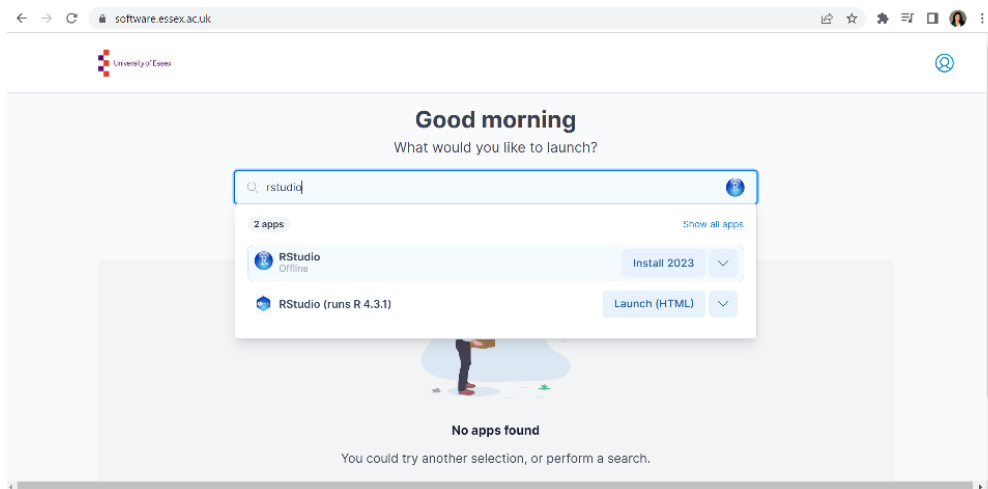 software.essex.ac.uk
University of Essex
Good morning
What would you like to launch?
rstudio
2 apps
Show all apps
RStudio
Offline
Install 2023
RStudio (runs R 4.3.1)
Launch (HTML)
No apps found
You could try another selection, or perform a search.